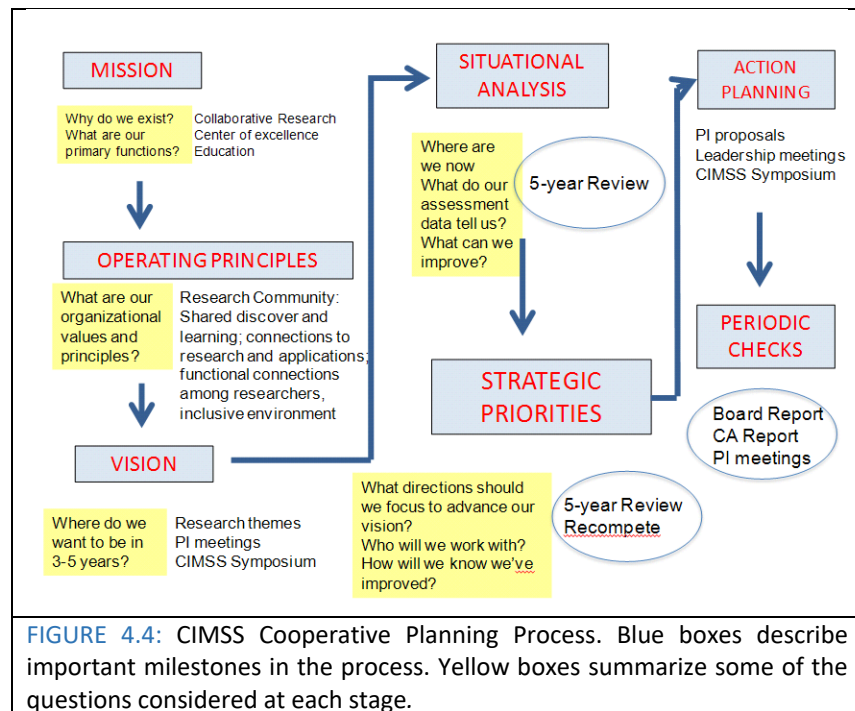 MISSION
Why do we exist?
What are our
primary functions?
Collaborative Research
Center of excellence
Education
OPERATING PRINCIPLES
What are our
organizational
values and
principles?
Research Community:
Shared discover and
learning; connections to
research and applications;
functional connections
among researchers,
inclusive environment
VISION
Where do we
want to be in
3-5 years?
Research themes
PI meetings
CIMSS Symposium
SITUATIONAL
ANALYSIS
Where are
we now
What do our
assessment
data tell us?
What can we
improve?
5-year Review
STRATEGIC
PRIORITIES
What directions should
we focus to advance our
vision?
Who will we work with?
How will we know we've
improved?
5-year Review
Recompete
ACTION
PLANNING
PI proposals
Leadership meetings
CIMSS Symposium
PERIODIC
CHECKS
Board Report
CA Report
PI meetings
FIGURE 4.4: CIMSS Cooperative Planning Process. Blue boxes describe
important milestones in the process. Yellow boxes summarize some of the
questions considered at each stage.